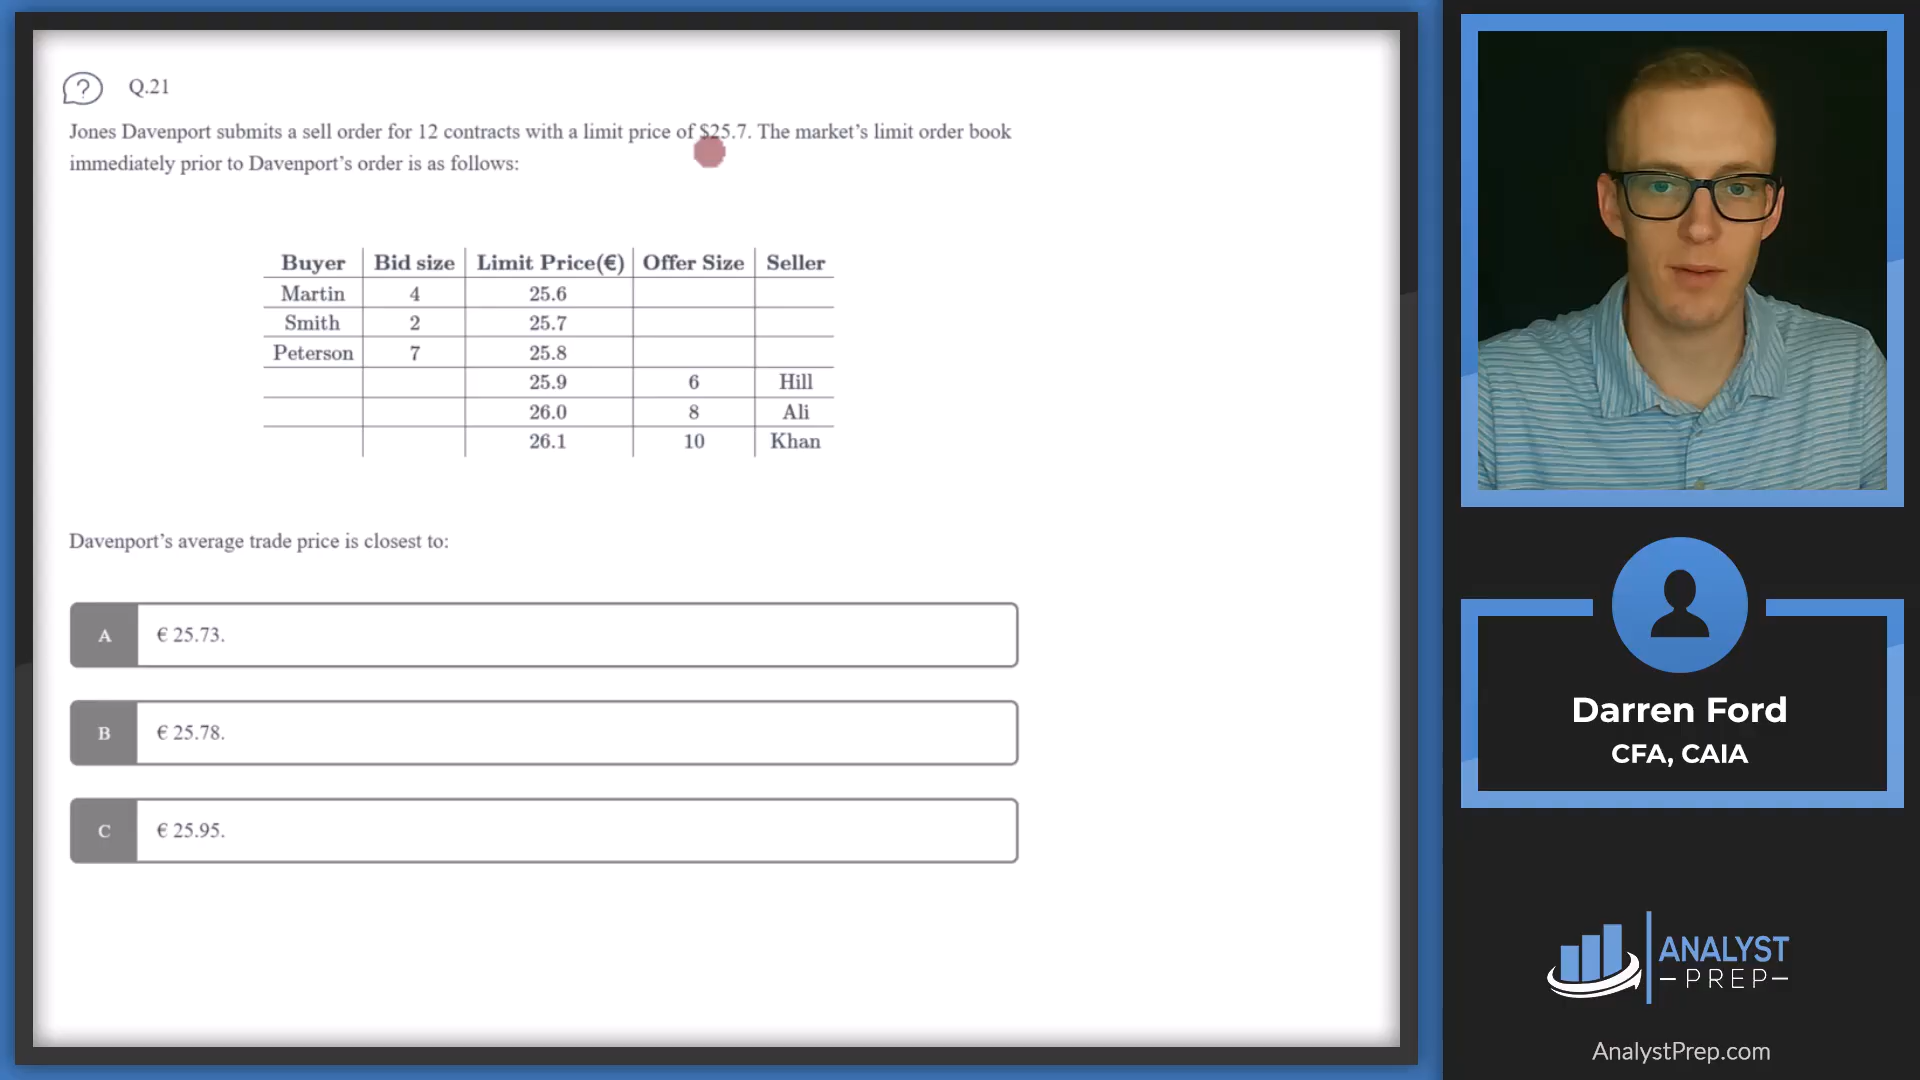 ? Q.21
Jones Davenport submits a sell order for 12 contracts with a limit price of $25.7. The market's limit order book
immediately prior to Davenport's order is as follows:
Buyer Bid size Limit Price(€) Offer Size Seller
Martin 4 25.6
Smith 2 25.7
Peterson 7 25.8
25.9 6 Hill
26.0 8 Ali
26.1 10 Khan
Davenport's average trade price is closest to:
A € 25.73.
B € 25.78.
C € 25.95.
Darren Ford
CFA, CAIA
ANALYST
PREP
AnalystPrep.com